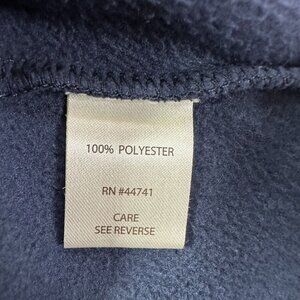 100% POLYESTER
RN #44741
CARE
SEE REVERSE